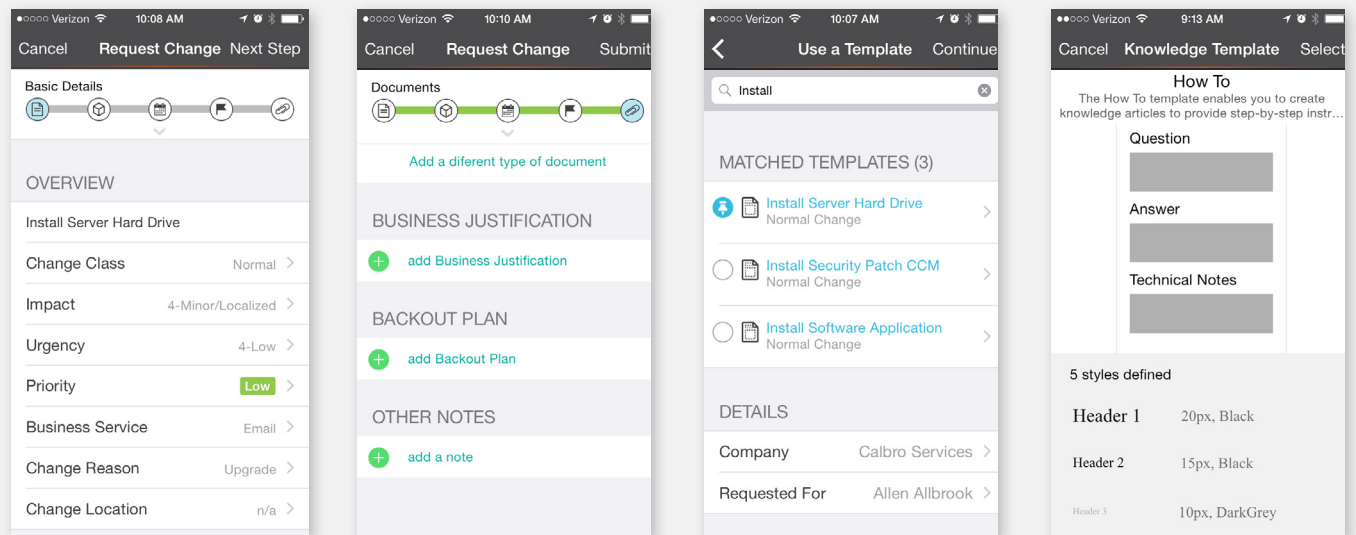 Verizon 10:08 AM
Cancel Request Change Next Step
Basic Details
OVERVIEW
Install Server Hard Drive
Change Class Normal
Impact 4-Minor/Localized
Urgency 4-Low
Priority Low
Business Service Email
Change Reason Upgrade
Change Location n/a
Verizon 10:10 AM
Cancel Request Change Submit
Documents
Add a diferent type of document
BUSINESS JUSTIFICATION
add Business Justification
BACKOUT PLAN
add Backout Plan
OTHER NOTES
add a note
Verizon 10:07 AM
Use a Template Continue
Install
MATCHED TEMPLATES (3)
Install Server Hard Drive
Normal Change
Install Security Patch CCM
Normal Change
Install Software Application
Normal Change
DETAILS
Company Calbro Services
Requested For Allen Allbrook
Verizon 9:13 AM
Cancel Knowledge Template Select
How To
The How To template enables you to create
knowledge articles to provide step-by-step instr...
Question
Answer
Technical Notes
5 styles defined
Header 1 20px, Black
Header 2 15px, Black
Header 3 10px, DarkGrey